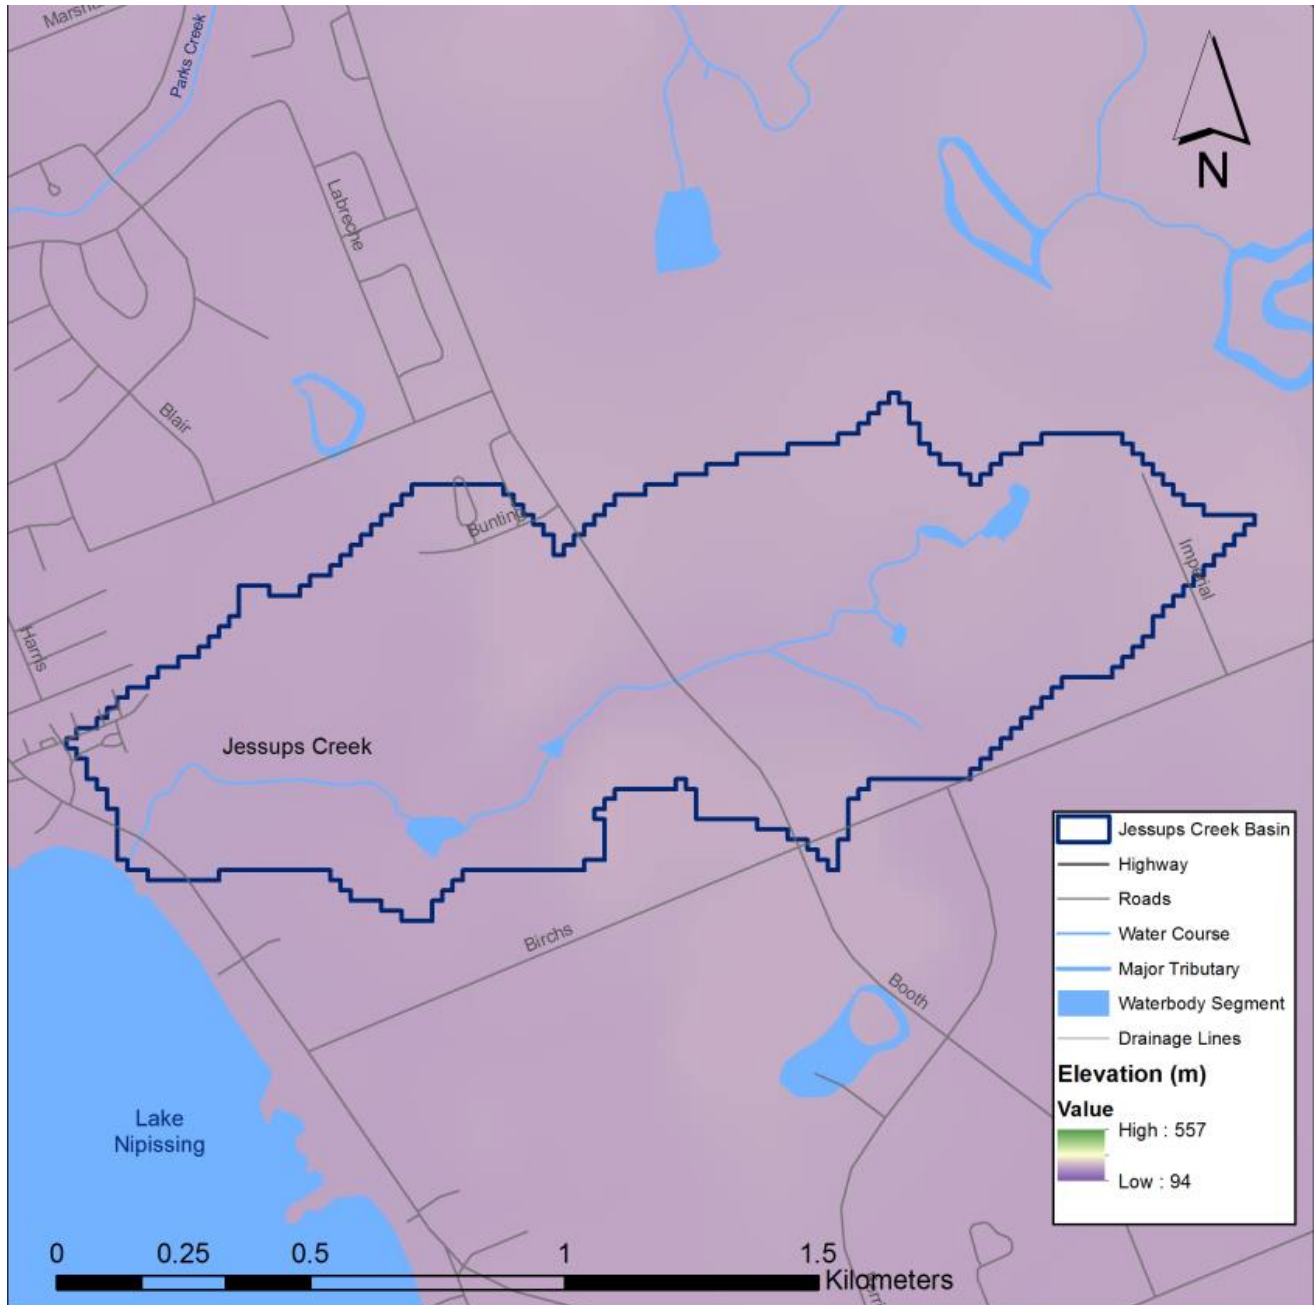 Parks Creek
N
Labreche
Blair
Bunting
Imperial
Harris
Jessups Creek
Birchs
Booth
Lake
Nipissing
Jessups Creek Basin
Highway
Roads
Water Course
Major Tributary
Waterbody Segment
Drainage Lines
Elevation (m)
Value
High : 557
Low : 94
0 0.25 0.5 1 1.5
Kilometers